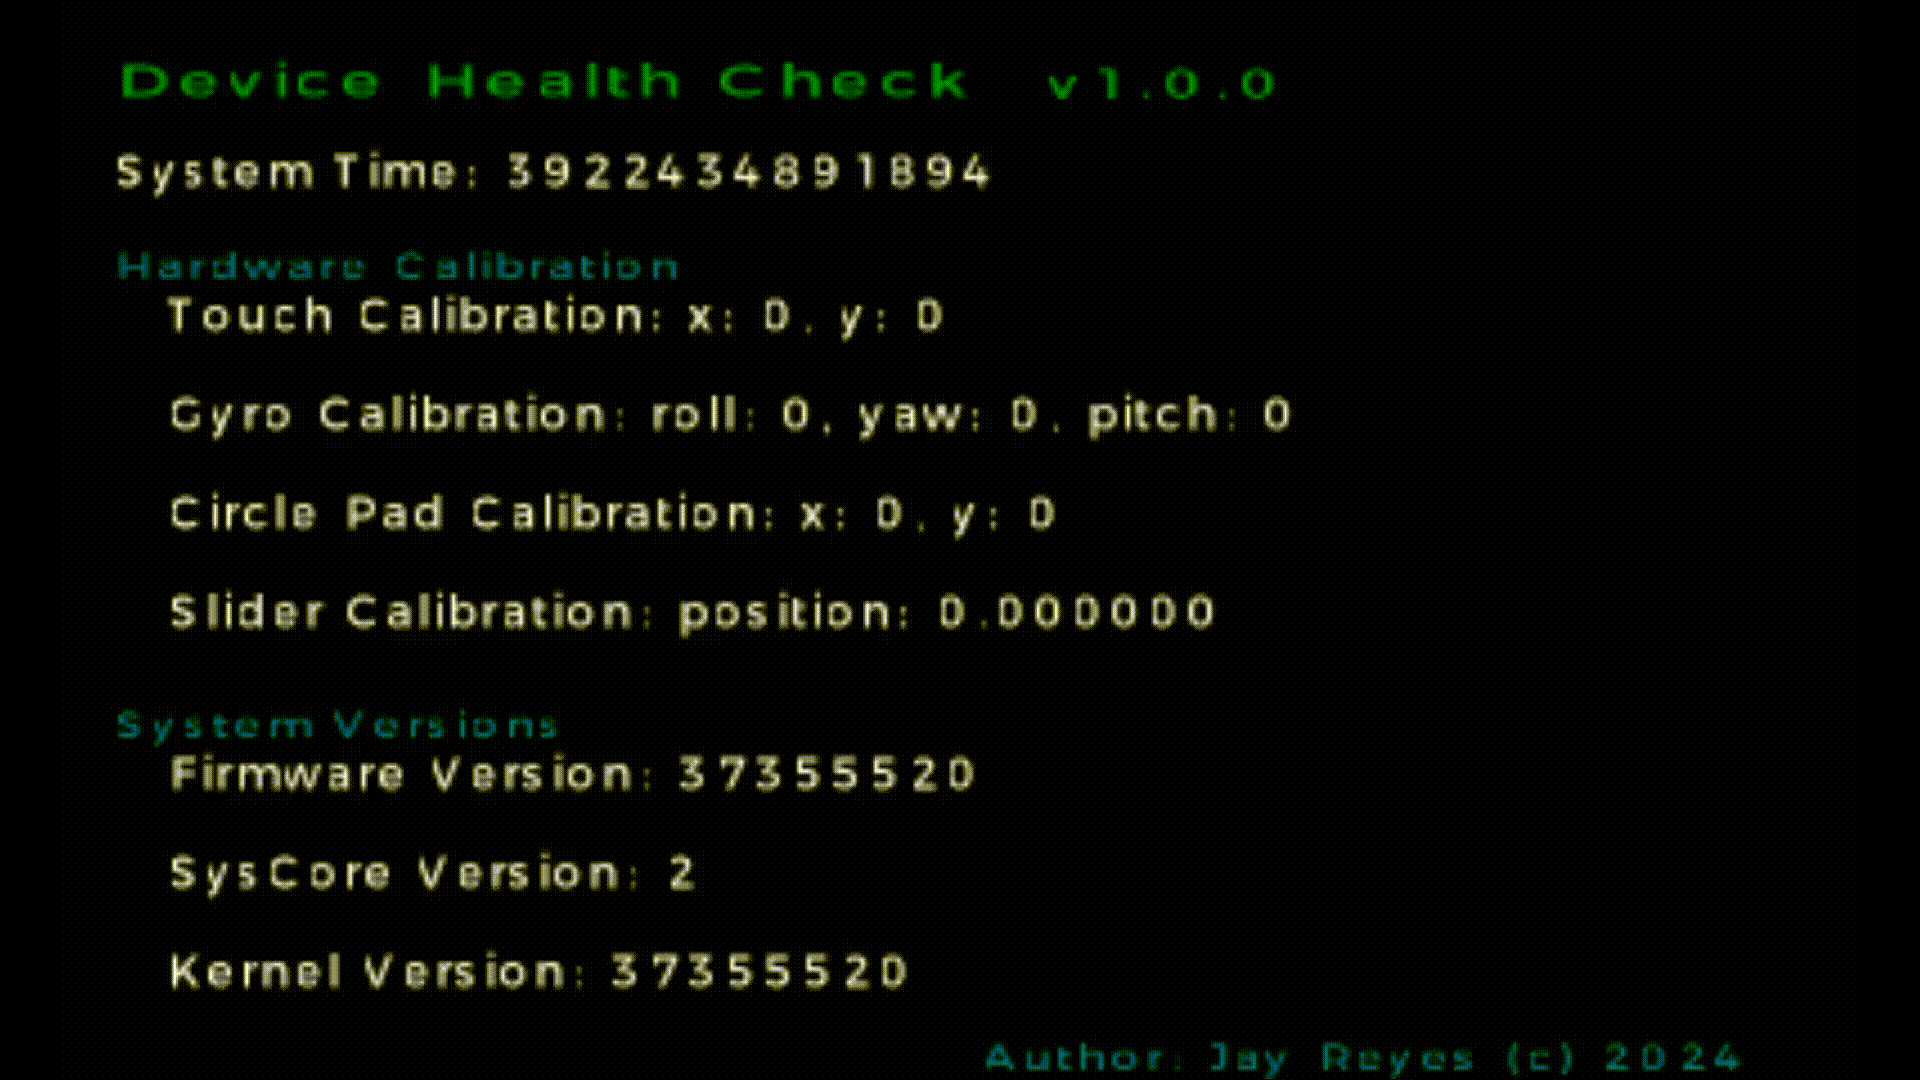 Device Health Check v1.0.0
System Time: 3922434891894
Hardware Calibration
Touch Calibration: x: 0, y: 0
Gyro Calibration: roll: 0, yaw: 0, pitch: 0
Circle Pad Calibration: x: 0, y: 0
Slider Calibration: position: 0.000000
System Versions
Firmware Version: 37355520
SysCore Version: 2
Kernel Version: 37355520
Author: Jay Reyes (c) 2024